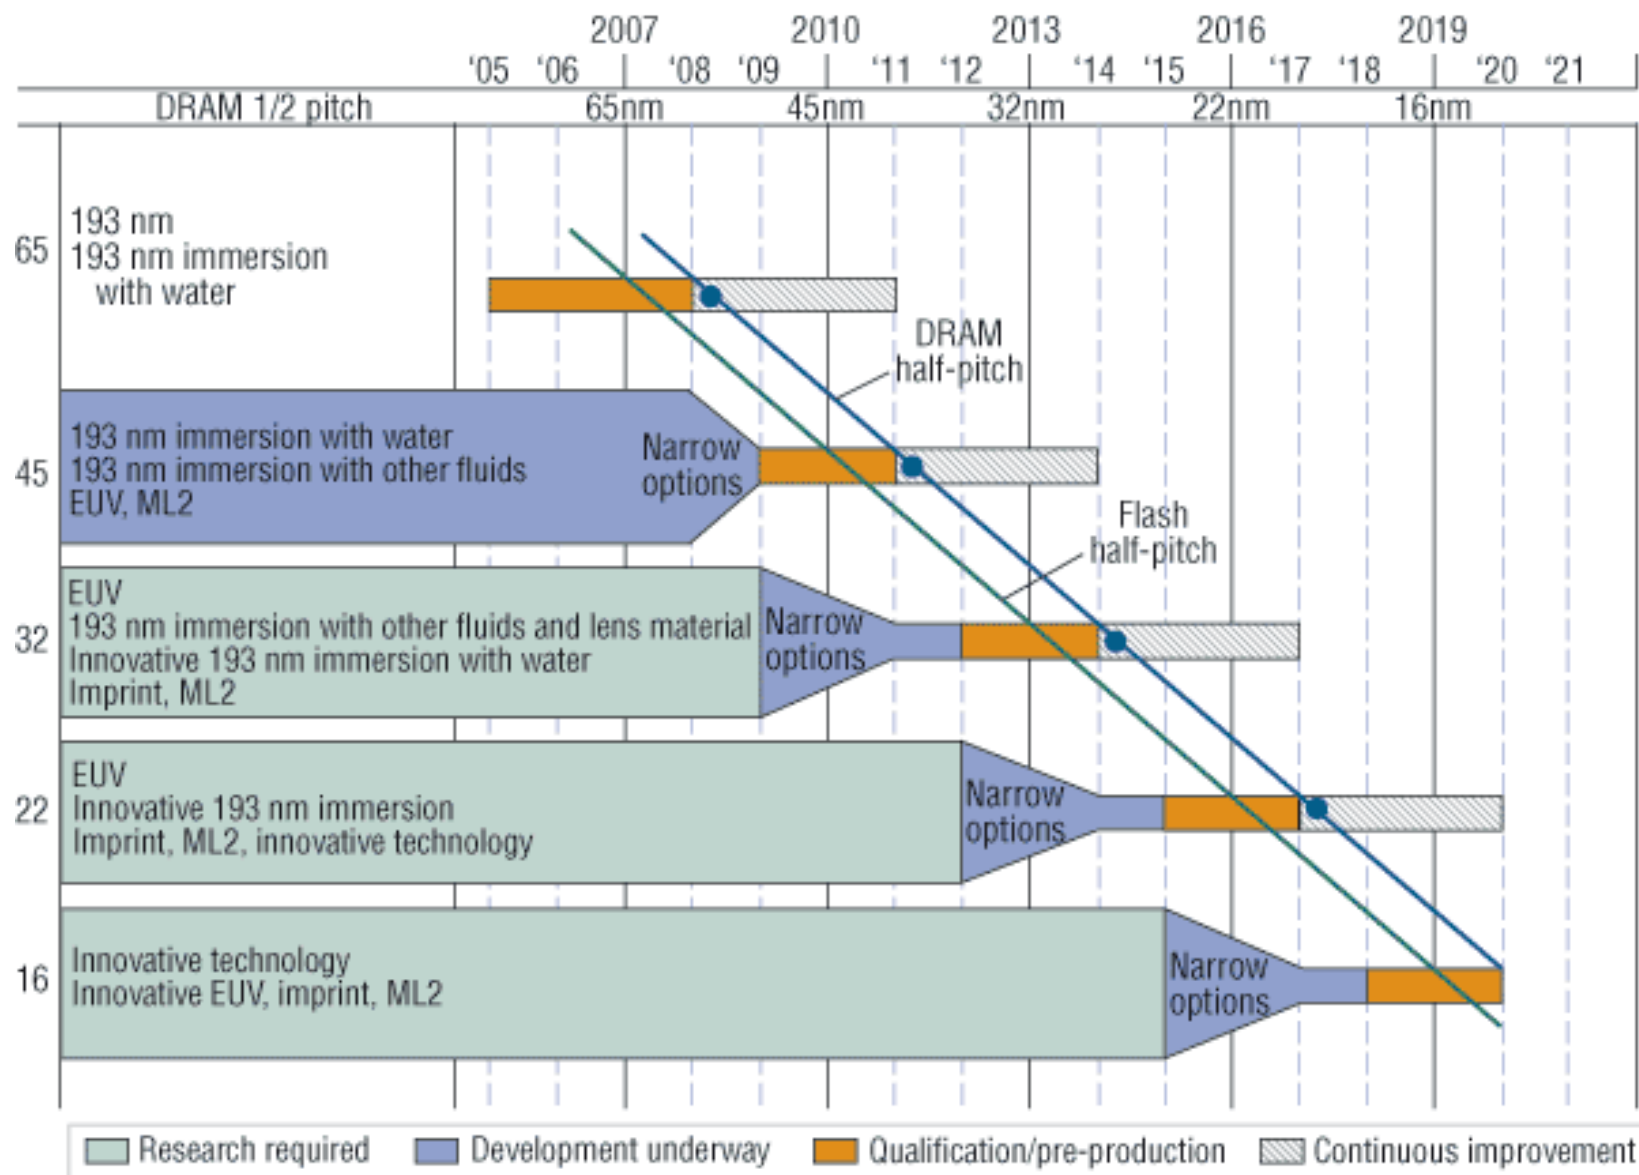 2007 2010 2013 2016 2019
‘05 ‘06 ‘08 ‘09 ‘11 ‘12 ‘14 ‘15 ‘17 ‘18 ‘20 ‘21
DRAM 1/2 pitch 65nm 45nm 32nm 22nm 16nm
65
193 nm
193 nm immersion
with water
DRAM
half-pitch
45
193 nm immersion with water
193 nm immersion with other fluids
EUV, ML2
Narrow
options
Flash
half-pitch
32
EUV
193 nm immersion with other fluids and lens material
Innovative 193 nm immersion with water
Imprint, ML2
Narrow
options
22
EUV
Innovative 193 nm immersion
Imprint, ML2, innovative technology
Narrow
options
16
Innovative technology
Innovative EUV, imprint, ML2
Narrow
options
Research required Development underway Qualification/pre-production Continuous improvement